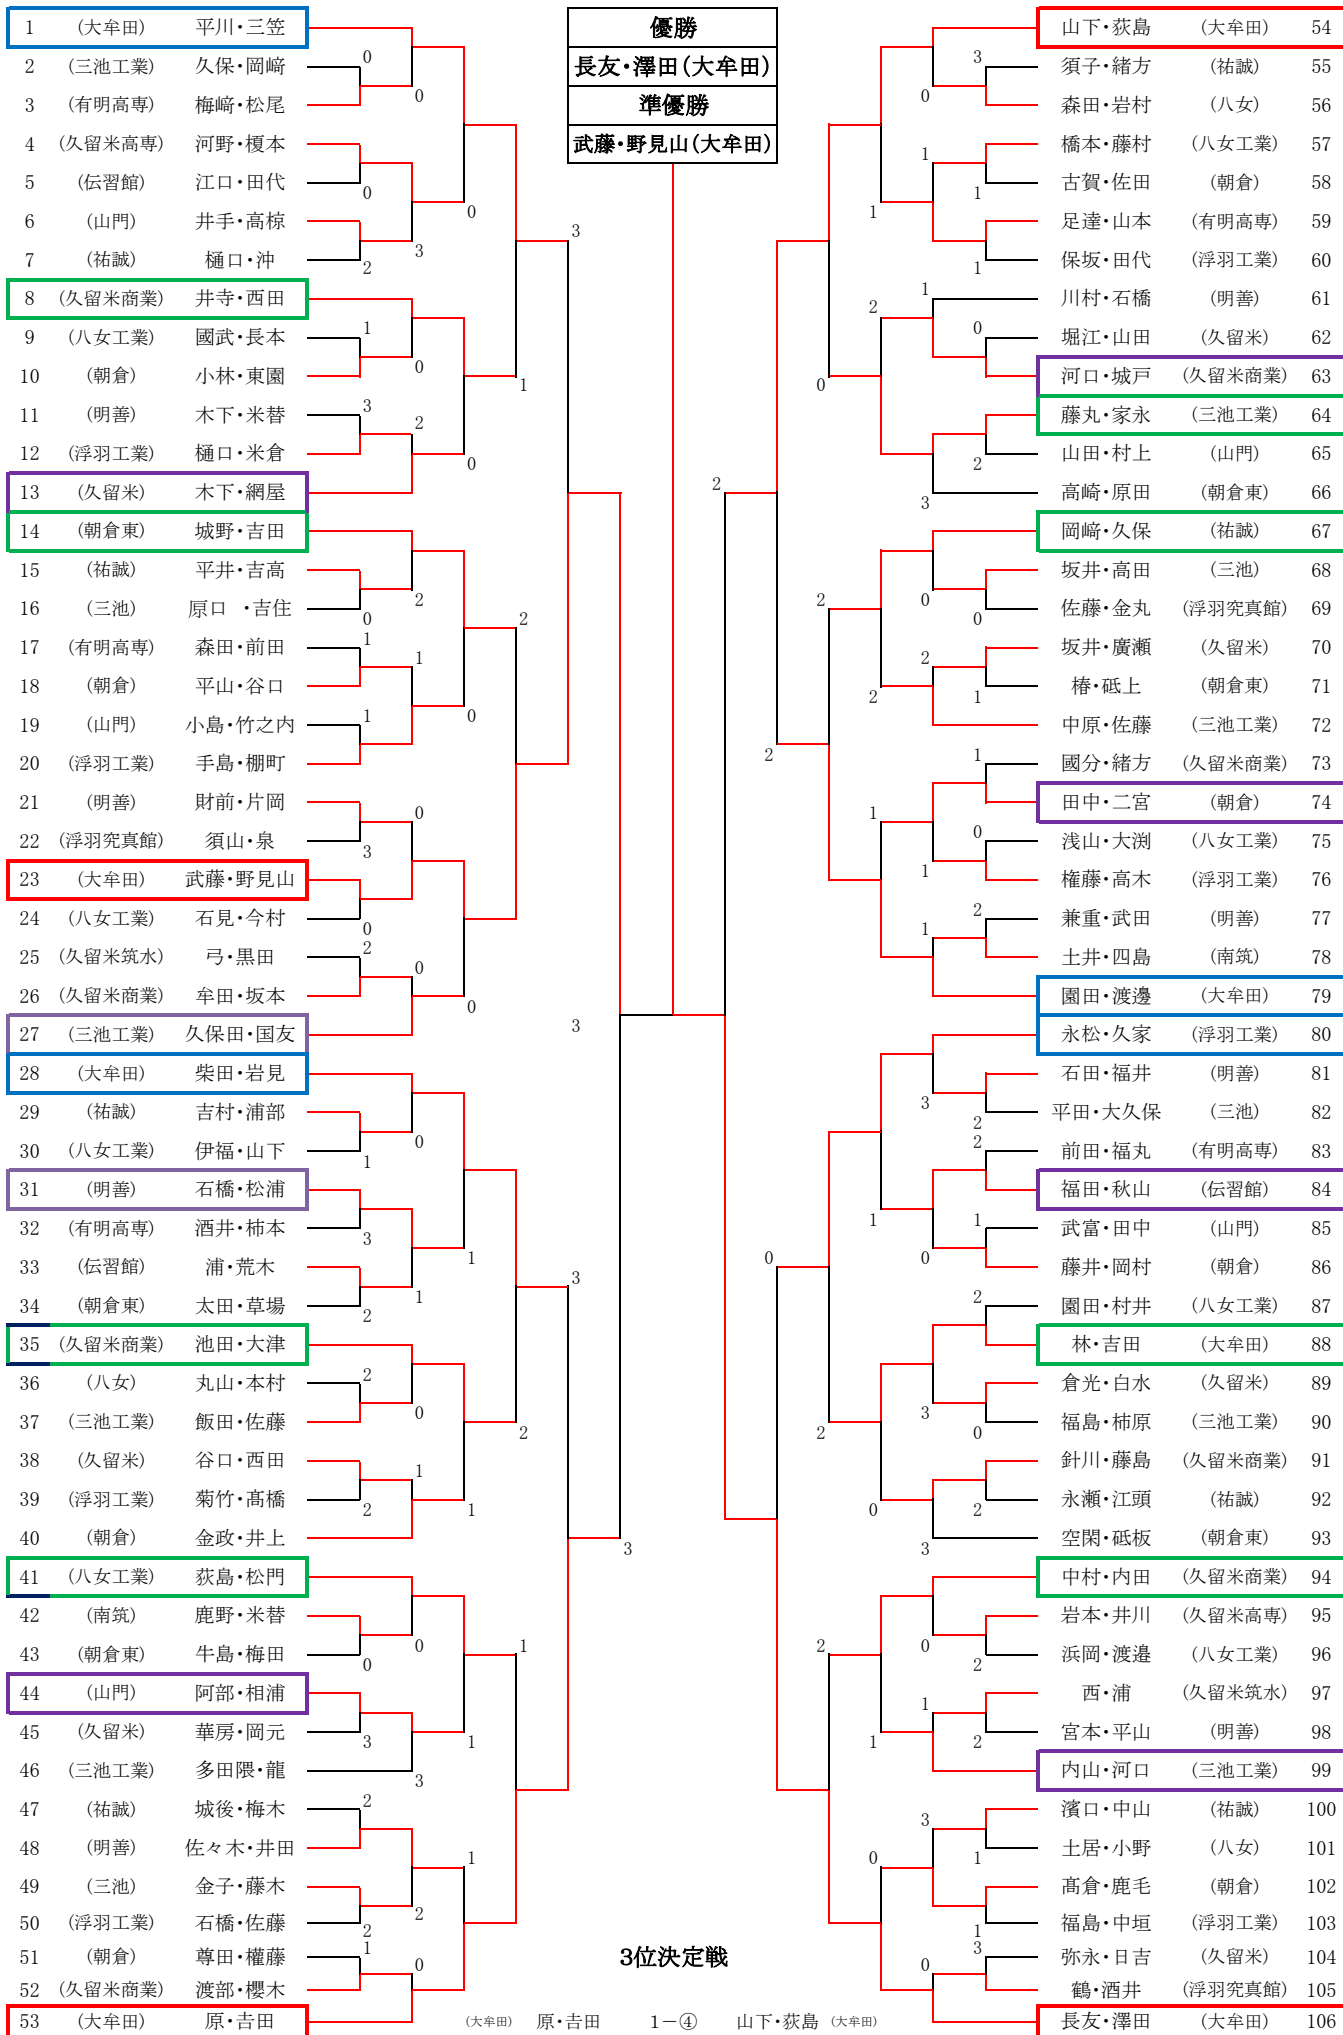 優勝
長友・澤田(大牟田)
準優勝
武藤・野見山(大牟田)
1 (大牟田) 平川・三笠
2 (三池工業) 久保・岡﨑
3 (有明高専) 梅﨑・松尾
4 (久留米高専) 河野・榎本
5 (伝習館) 江口・田代
6 (山門) 井手・高椋
7 (祐誠) 樋口・沖
8 (久留米商業) 井寺・西田
9 (八女工業) 國武・長本
10 (朝倉) 小林・東園
11 (明善) 木下・米替
12 (浮羽工業) 樋口・米倉
13 (久留米) 木下・網屋
14 (朝倉東) 城野・吉田
15 (祐誠) 平井・吉高
16 (三池) 原口 ・吉住
17 (有明高専) 森田・前田
18 (朝倉) 平山・谷口
19 (山門) 小島・竹之内
20 (浮羽工業) 手島・棚町
21 (明善) 財前・片岡
22 (浮羽究真館) 須山・泉
23 (大牟田) 武藤・野見山
24 (八女工業) 石見・今村
25 (久留米筑水) 弓・黒田
26 (久留米商業) 牟田・坂本
27 (三池工業) 久保田・国友
28 (大牟田) 柴田・岩見
29 (祐誠) 吉村・浦部
30 (八女工業) 伊福・山下
31 (明善) 石橋・松浦
32 (有明高専) 酒井・柿本
33 (伝習館) 浦・荒木
34 (朝倉東) 太田・草場
35 (久留米商業) 池田・大津
36 (八女) 丸山・本村
37 (三池工業) 飯田・佐藤
38 (久留米) 谷口・西田
39 (浮羽工業) 菊竹・髙橋
40 (朝倉) 金政・井上
41 (八女工業) 荻島・松門
42 (南筑) 鹿野・米替
43 (朝倉東) 牛島・梅田
44 (山門) 阿部・相浦
45 (久留米) 華房・岡元
46 (三池工業) 多田隈・龍
47 (祐誠) 城後・梅木
48 (明善) 佐々木・井田
49 (三池) 金子・藤木
50 (浮羽工業) 石橋・佐藤
51 (朝倉) 尊田・權藤
52 (久留米商業) 渡部・櫻木
53 (大牟田) 原・吉田
山下・荻島 (大牟田) 54
須子・緒方 (祐誠) 55
森田・岩村 (八女) 56
橋本・藤村 (八女工業) 57
古賀・佐田 (朝倉) 58
足達・山本 (有明高専) 59
保坂・田代 (浮羽工業) 60
川村・石橋 (明善) 61
堀江・山田 (久留米) 62
河口・城戸 (久留米商業) 63
藤丸・家永 (三池工業) 64
山田・村上 (山門) 65
高崎・原田 (朝倉東) 66
岡﨑・久保 (祐誠) 67
坂井・高田 (三池) 68
佐藤・金丸 (浮羽究真館) 69
坂井・廣瀬 (久留米) 70
椿・砥上 (朝倉東) 71
中原・佐藤 (三池工業) 72
國分・緒方 (久留米商業) 73
田中・二宮 (朝倉) 74
浅山・大渕 (八女工業) 75
権藤・高木 (浮羽工業) 76
兼重・武田 (明善) 77
土井・四島 (南筑) 78
園田・渡邊 (大牟田) 79
永松・久家 (浮羽工業) 80
石田・福井 (明善) 81
平田・大久保 (三池) 82
前田・福丸 (有明高専) 83
福田・秋山 (伝習館) 84
武富・田中 (山門) 85
藤井・岡村 (朝倉) 86
園田・村井 (八女工業) 87
林・吉田 (大牟田) 88
倉光・白水 (久留米) 89
福島・柿原 (三池工業) 90
針川・藤島 (久留米商業) 91
永瀬・江頭 (祐誠) 92
空閑・砥板 (朝倉東) 93
中村・内田 (久留米商業) 94
岩本・井川 (久留米高専) 95
浜岡・渡邉 (八女工業) 96
西・浦 (久留米筑水) 97
宮本・平山 (明善) 98
内山・河口 (三池工業) 99
濱口・中山 (祐誠) 100
土居・小野 (八女) 101
髙倉・鹿毛 (朝倉) 102
福島・中垣 (浮羽工業) 103
弥永・日吉 (久留米) 104
鶴・酒井 (浮羽究真館) 105
長友・澤田 (大牟田) 106
3位決定戦
(大牟田) 原・吉田 1－④ 山下・荻島 (大牟田)